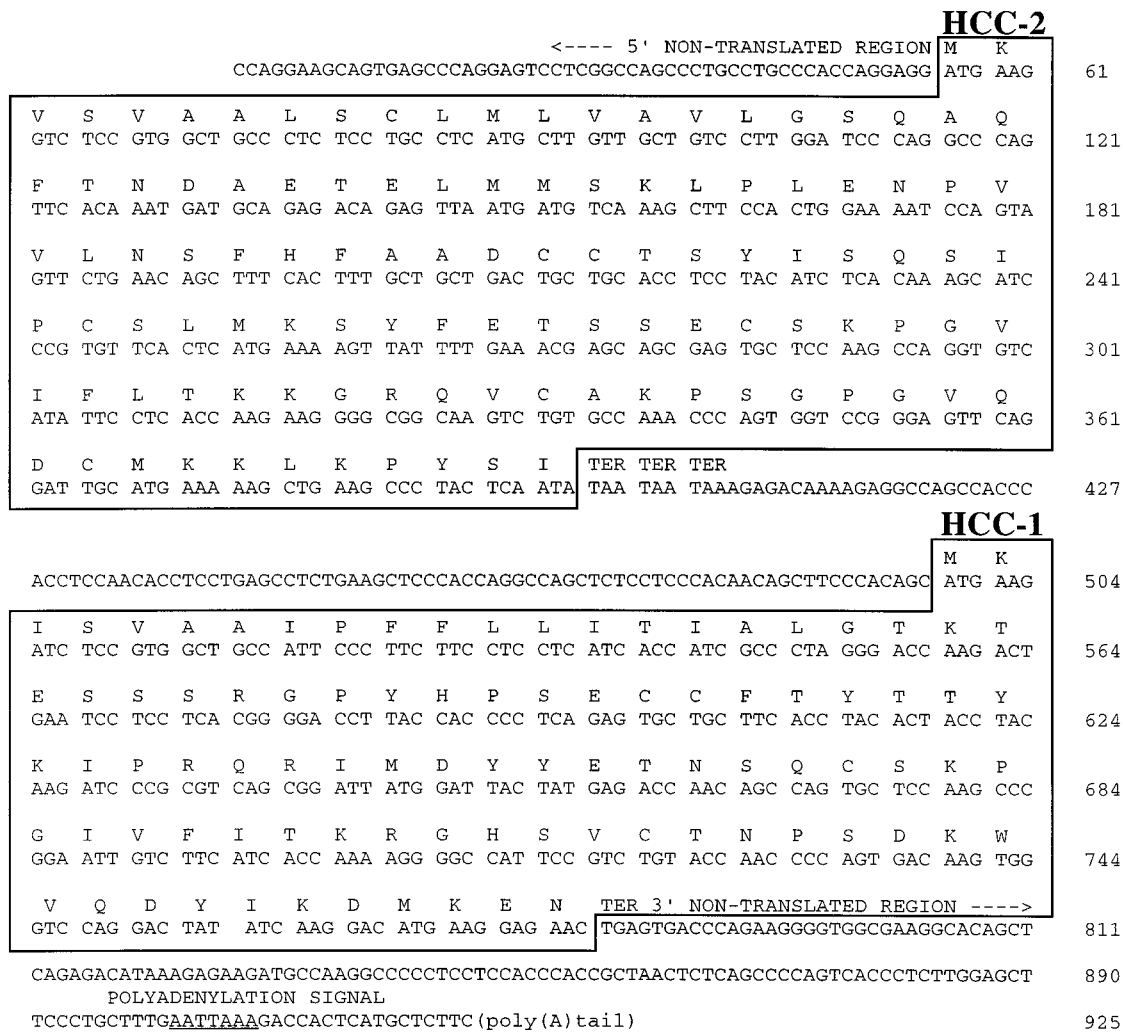 HCC-2
<---- 5' NON-TRANSLATED REGION M K
CCAGGAAGCAGTGAGCCCAGGAGTCCTCGGCCAGCCCTGCCTGCCCACCAGGAGG ATG AAG 61
V S V A A L S C L M L V A V L G S Q A Q
GTC TCC GTG GCT GCC CTC TCC TGC CTC ATG CTT GTT GCT GTC CTT GGA TCC CAG GCC CAG 121
F T N D A E T E L M M S K L P L E N P V
TTC ACA AAT GAT GCA GAG ACA GAG TTA ATG ATG TCA AAG CTT CCA CTG GAA AAT CCA GTA 181
V L N S F H F A A D C C T S Y I S Q S I
GTT CTG AAC AGC TTT CAC TTT GCT GCT GAC TGC TGC ACC TCC TAC ATC TCA CAA AGC ATC 241
P C S L M K S Y F E T S S E C S K P G V
CCG TGT TCA CTC ATG AAA AGT TAT TTT GAA ACG AGC AGC GAG TGC TCC AAG CCA GGT GTC 301
I F L T K K G R Q V C A K P S G P G V Q
ATA TTC CTC ACC AAG AAG GGG CGG CAA GTC TGT GCC AAA CCC AGT GGT CCG GGA GTT CAG 361
D C M K K L K P Y S I TER TER TER
GAT TGC ATG AAA AAG CTG AAG CCC TAC TCA ATA TAA TAA TAAAGAGACAAAAGAGGCCAGCCACCC 427
HCC-1
M K
ACCTCCAACACCTCCTGAGCCTCTGAAGCTCCCACCAGGCCAGCTCTCCTCCCACAACAGCTTCCCACAGC ATG AAG 504
I S V A A I P F F L L I T I A L G T K T
ATC TCC GTG GCT GCC ATT CCC TTC TTC CTC CTC ATC ACC ATC GCC CTA GGG ACC AAG ACT 564
E S S S R G P Y H P S E C C F T Y T T Y
GAA TCC TCC TCA CGG GGA CCT TAC CAC CCC TCA GAG TGC TGC TTC ACC TAC ACT ACC TAC 624
K I P R Q R I M D Y Y E T N S Q C S K P
AAG ATC CCG CGT CAG CGG ATT ATG GAT TAC TAT GAG ACC AAC AGC CAG TGC TCC AAG CCC 684
G I V F I T K R G H S V C T N P S D K W
GGA ATT GTC TTC ATC ACC AAA AGG GGC CAT TCC GTC TGT ACC AAC CCC AGT GAC AAG TGG 744
V Q D Y I K D M K E N TER 3' NON-TRANSLATED REGION ---->
GTC CAG GAC TAT ATC AAG GAC ATG AAG GAG AAC TGAGTGACCCAGAAGGGGTGGCGAAGGCACAGCT 811
CAGAGACATAAAGAGAAGATGCCAAGGCCCCCTCCTCCACCCACCGCTAACTCTCAGCCCCAGTCACCCTCTTGGAGCT 890
POLYADENYLATION SIGNAL
TCCCTGCTTTGAATTAAAGACCACTCATGCTCTTC(poly(A)tail) 925